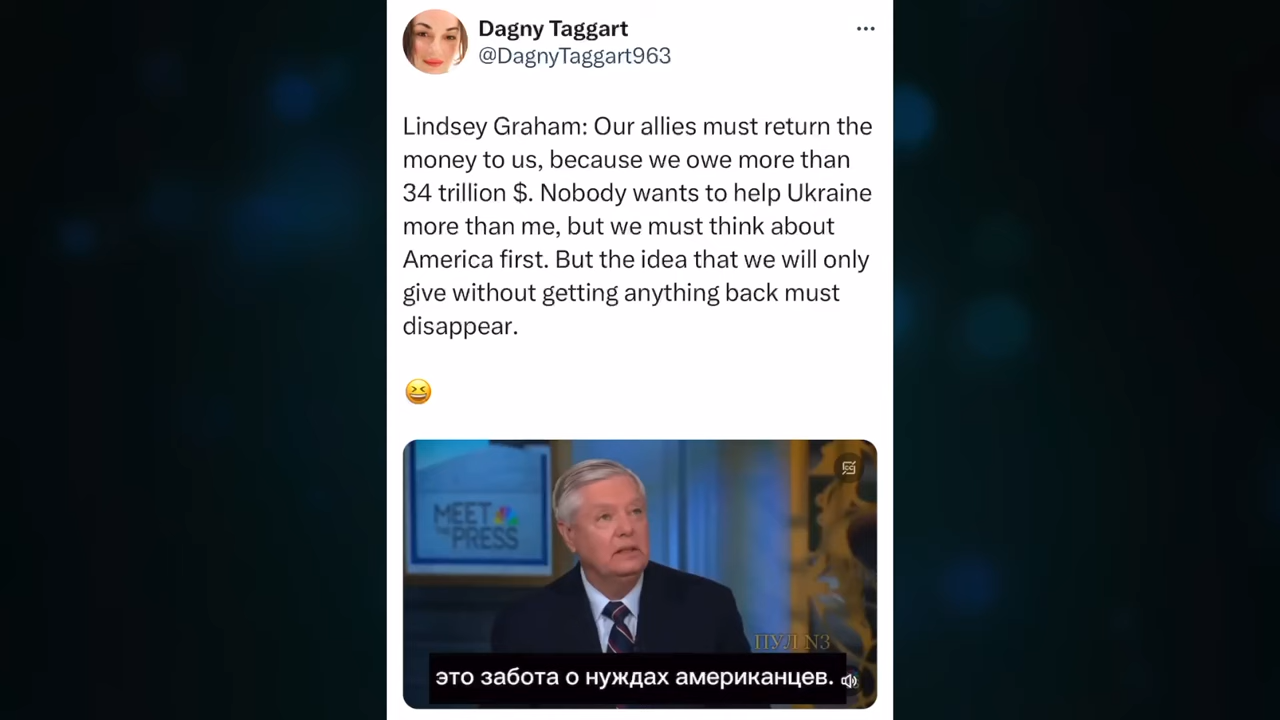 Dagny Taggart
@DagnyTaggart963
Lindsey Graham: Our allies must return the
money to us, because we owe more than
34 trillion $. Nobody wants to help Ukraine
more than me, but we must think about
America first. But the idea that we will only
give without getting anything back must
disappear.
MEET
THE PRESS
ПУЛ N3
это забота о нуждах американцев.